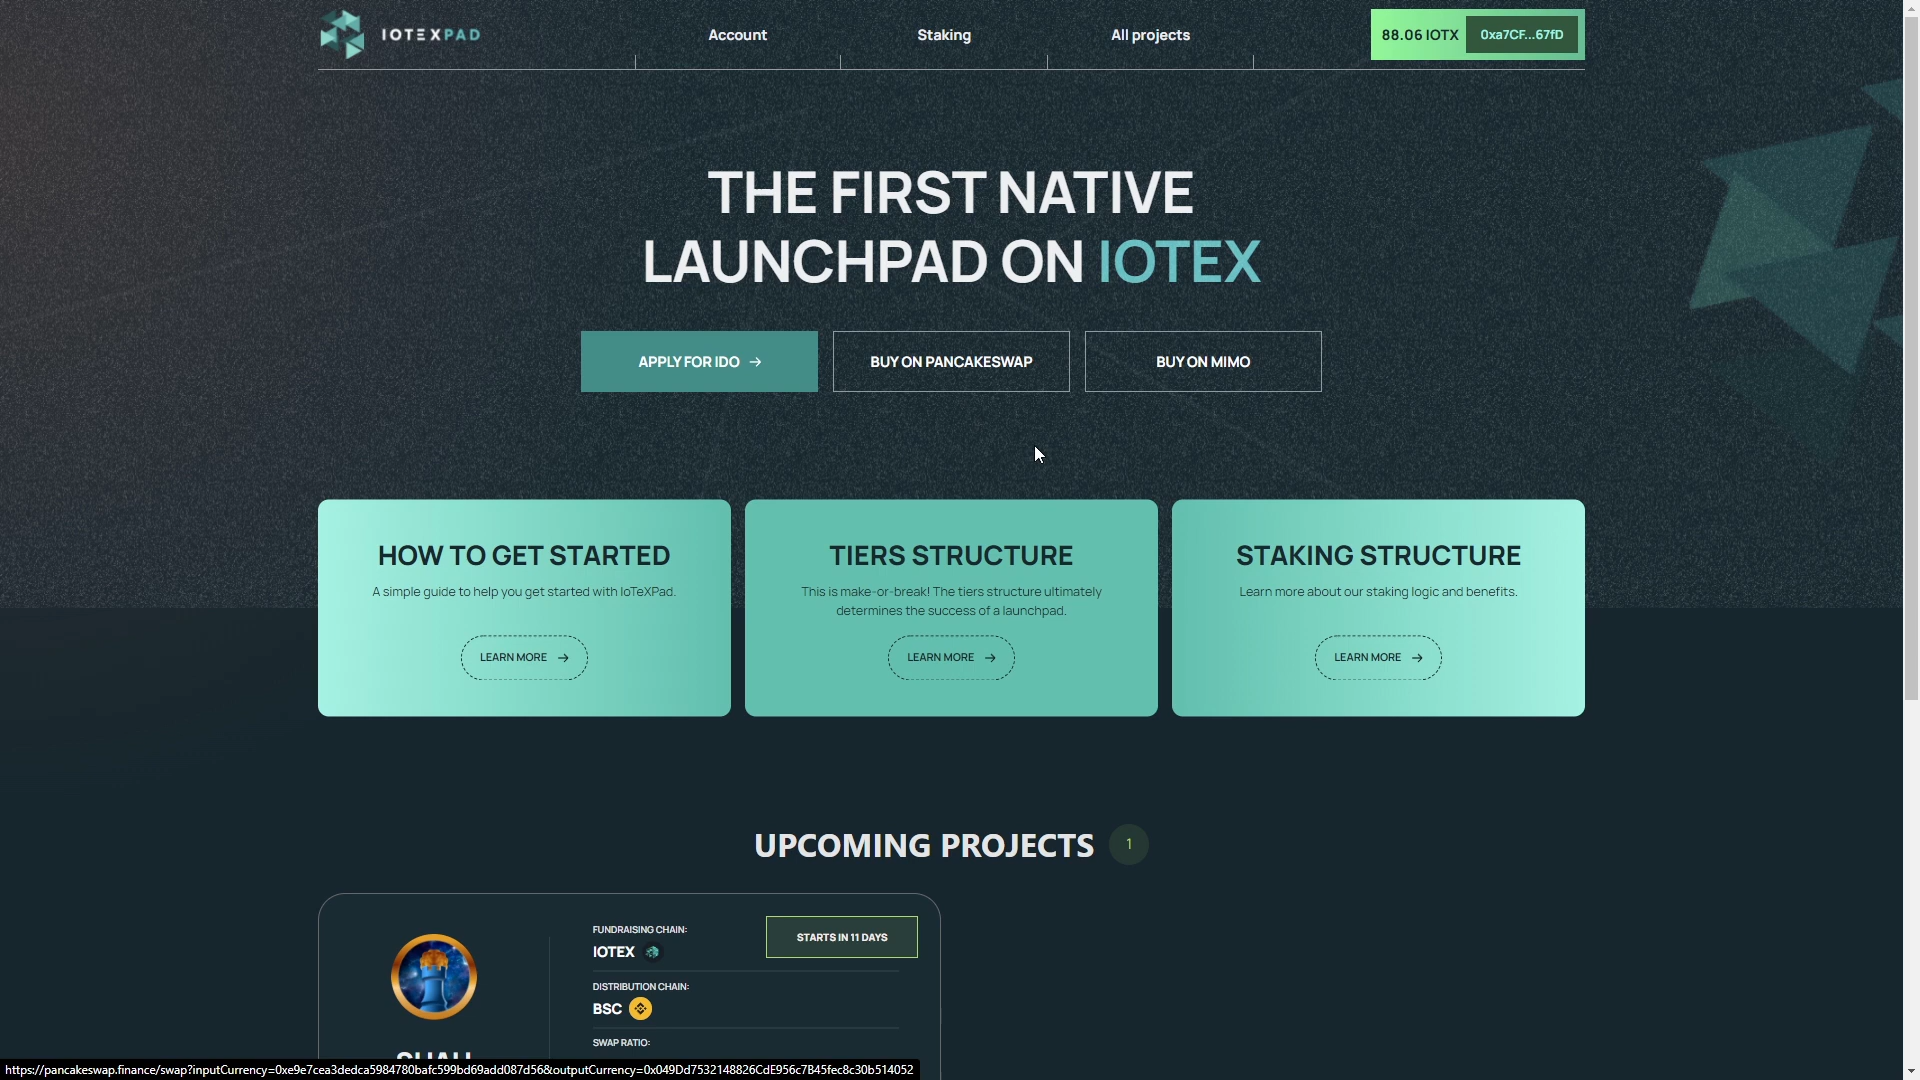 IOTEXPAD
Account
Staking
All projects
88.06 IOTX
0xa7CF...67fD
THE FIRST NATIVE
LAUNCHPAD ON IOTEX
APPLY FOR IDO →
BUY ON PANCAKESWAP
BUY ON MIMO
HOW TO GET STARTED
A simple guide to help you get started with IoTeXPad.
LEARN MORE →
TIERS STRUCTURE
This is make-or-break! The tiers structure ultimately
determines the success of a launchpad.
LEARN MORE →
STAKING STRUCTURE
Learn more about our staking logic and benefits.
LEARN MORE →
UPCOMING PROJECTS 1
FUNDRAISING CHAIN:
IOTEX
STARTS IN 11 DAYS
DISTRIBUTION CHAIN:
BSC
SWAP RATIO:
https://pancakeswap.finance/swap?inputCurrency=0xe9e7cea3dedca5984780bafc599bd69add087d56&outputCurrency=0x049Dd7532148826CdE956c7B45fec8c30b514052